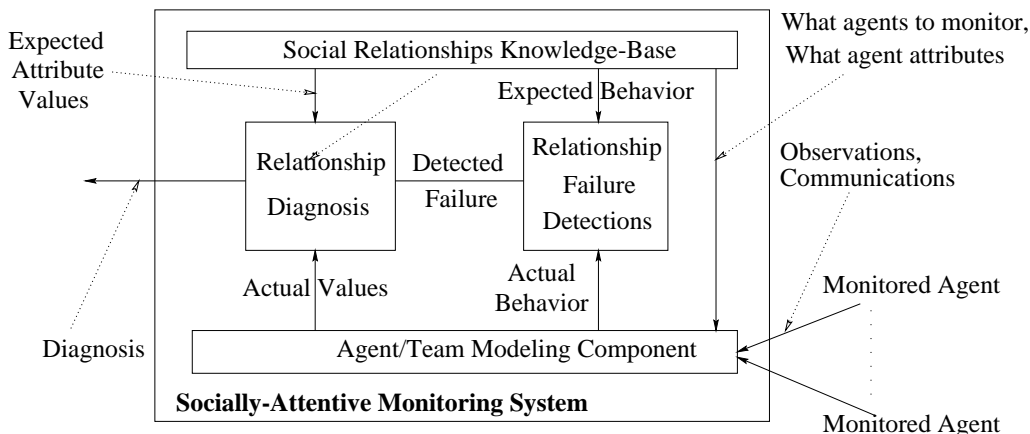 Expected
Attribute
Values
Social Relationships Knowledge-Base
What agents to monitor,
What agent attributes
Expected Behavior
Relationship
Diagnosis
Detected
Failure
Relationship
Failure
Detections
Observations,
Communications
Actual Values
Actual
Behavior
Monitored Agent
Diagnosis
Agent/Team Modeling Component
Socially-Attentive Monitoring System
Monitored Agent